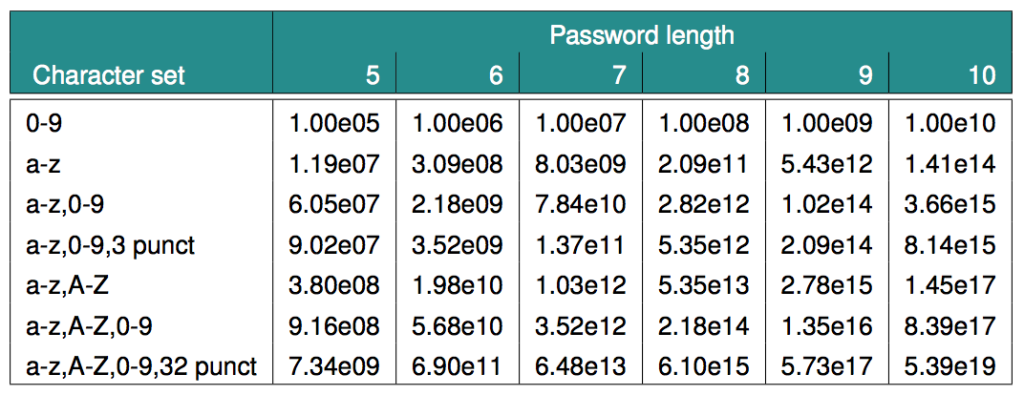 Password length
Character set 5 6 7 8 9 10
0-9 1.00e05 1.00e06 1.00e07 1.00e08 1.00e09 1.00e10
a-z 1.19e07 3.09e08 8.03e09 2.09e11 5.43e12 1.41e14
a-z,0-9 6.05e07 2.18e09 7.84e10 2.82e12 1.02e14 3.66e15
a-z,0-9,3 punct 9.02e07 3.52e09 1.37e11 5.35e12 2.09e14 8.14e15
a-z,A-Z 3.80e08 1.98e10 1.03e12 5.35e13 2.78e15 1.45e17
a-z,A-Z,0-9 9.16e08 5.68e10 3.52e12 2.18e14 1.35e16 8.39e17
a-z,A-Z,0-9,32 punct 7.34e09 6.90e11 6.48e13 6.10e15 5.73e17 5.39e19